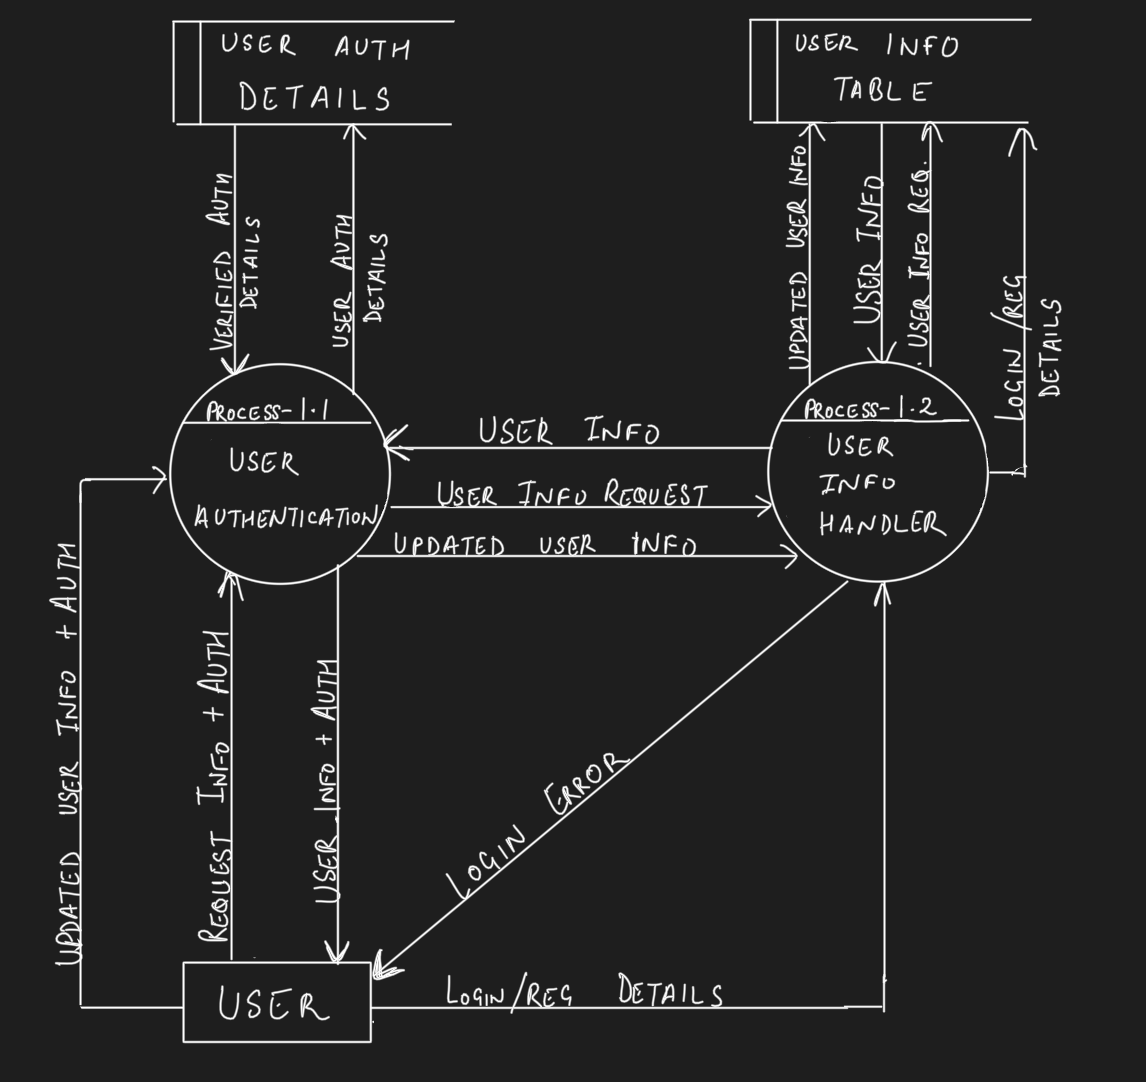 USER AUTH
DETAILS
USER INFO
TABLE
VERIFIED AUTH
DETAILS
USER AUTH
DETAILS
UPDATED USER INFO
USER INFO
USER INFO REQ.
LOGIN/REG
DETAILS
PROCESS-1.1
USER
AUTHENTICATION
PROCESS-1.2
USER
INFO
HANDLER
USER INFO
USER INFO REQUEST
UPDATED USER INFO
UPDATED USER INFO + AUTH
REQUEST INFO + AUTH
USER INFO + AUTH
LOGIN ERROR
USER
LOGIN/REG DETAILS